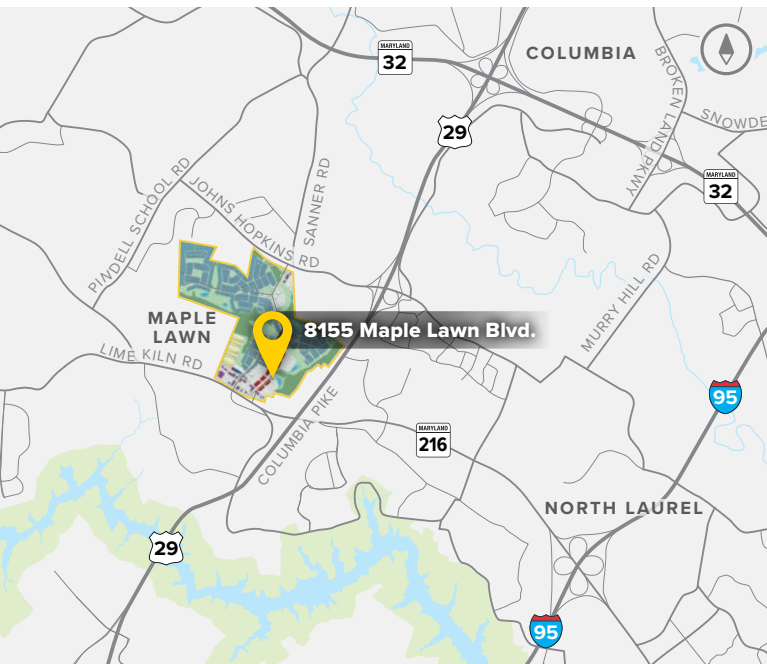 MARYLAND
32
COLUMBIA
BROKEN LAND PKWY
SNOWDE
29
MARYLAND
32
PINDELL SCHOOL RD
JOHNS HOPKINS RD
SANNER RD
MURRY HILL RD
MAPLE
LAWN
8155 Maple Lawn Blvd.
LIME KILN RD
COLUMBIA PIKE
95
MARYLAND
216
NORTH LAUREL
29
95